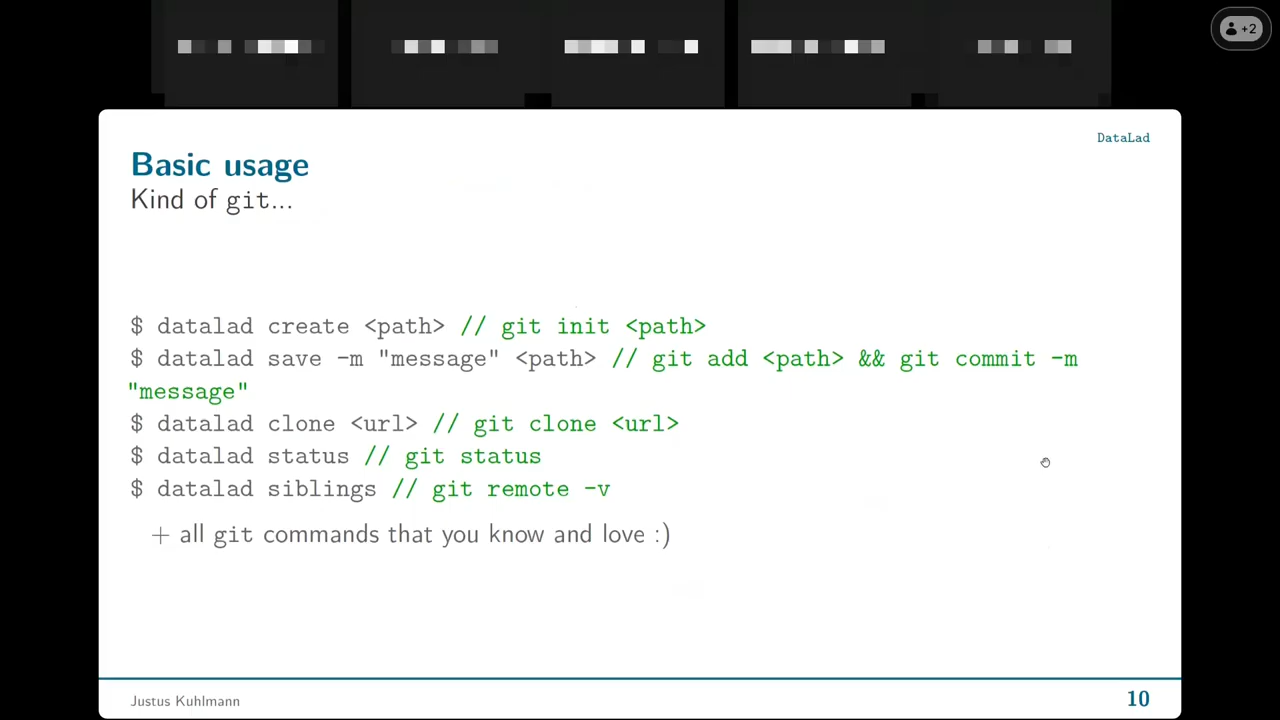 +2
DataLad
Basic usage
Kind of git...
$ datalad create <path> // git init <path>
$ datalad save -m "message" <path> // git add <path> && git commit -m
"message"
$ datalad clone <url> // git clone <url>
$ datalad status // git status
$ datalad siblings // git remote -v
+ all git commands that you know and love :)
Justus Kuhlmann
10